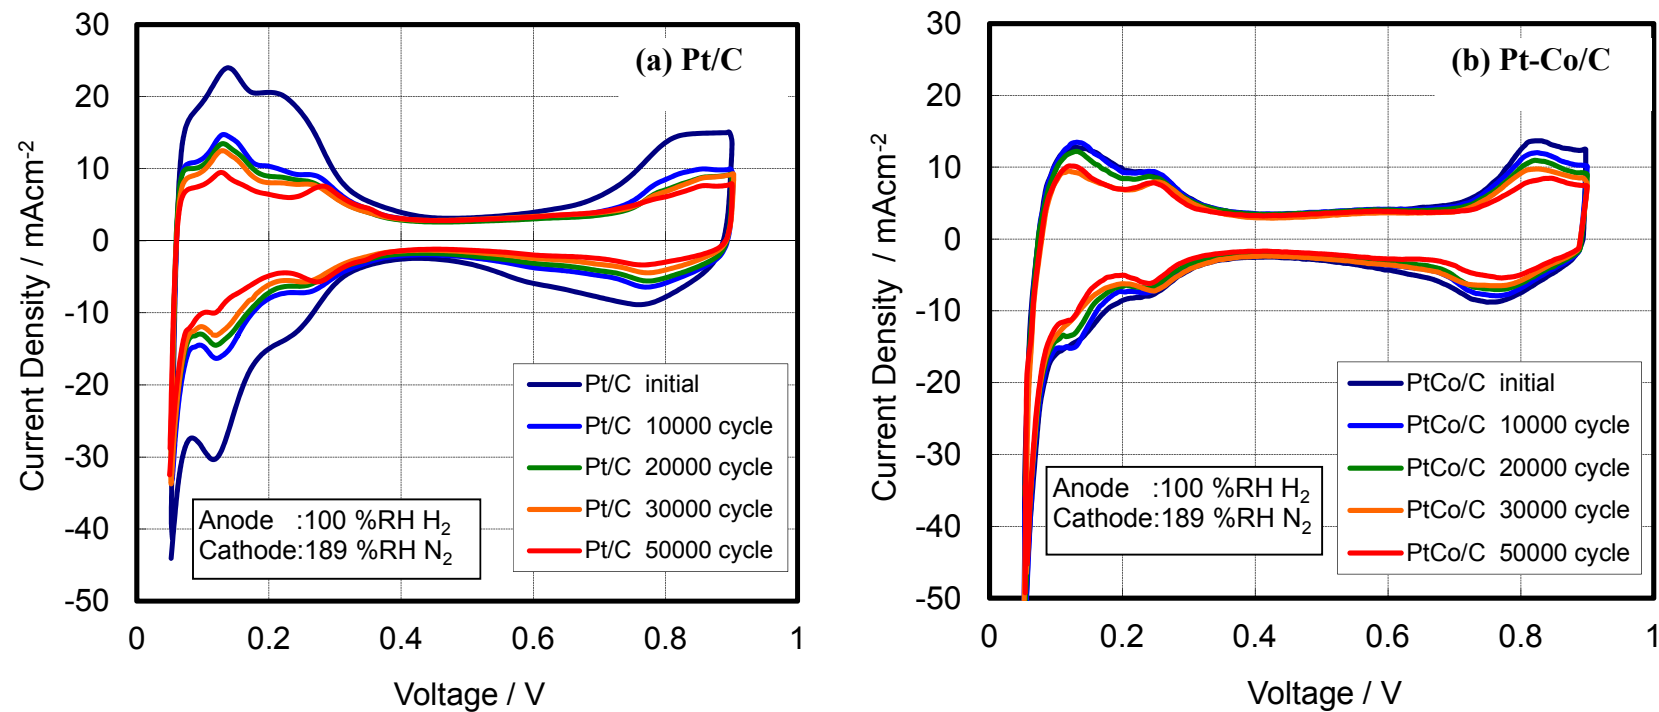 (a) Pt/C
30
20
10
0
-10
-20
-30
-40
-50
Current Density / mAcm-2
Pt/C initial
Pt/C 10000 cycle
Pt/C 20000 cycle
Pt/C 30000 cycle
Pt/C 50000 cycle
Anode :100 %RH H2
Cathode:189 %RH N2
0 0.2 0.4 0.6 0.8 1
Voltage / V
(b) Pt-Co/C
30
20
10
0
-10
-20
-30
-40
-50
Current Density / mAcm-2
PtCo/C initial
PtCo/C 10000 cycle
PtCo/C 20000 cycle
PtCo/C 30000 cycle
PtCo/C 50000 cycle
Anode :100 %RH H2
Cathode:189 %RH N2
0 0.2 0.4 0.6 0.8 1
Voltage / V